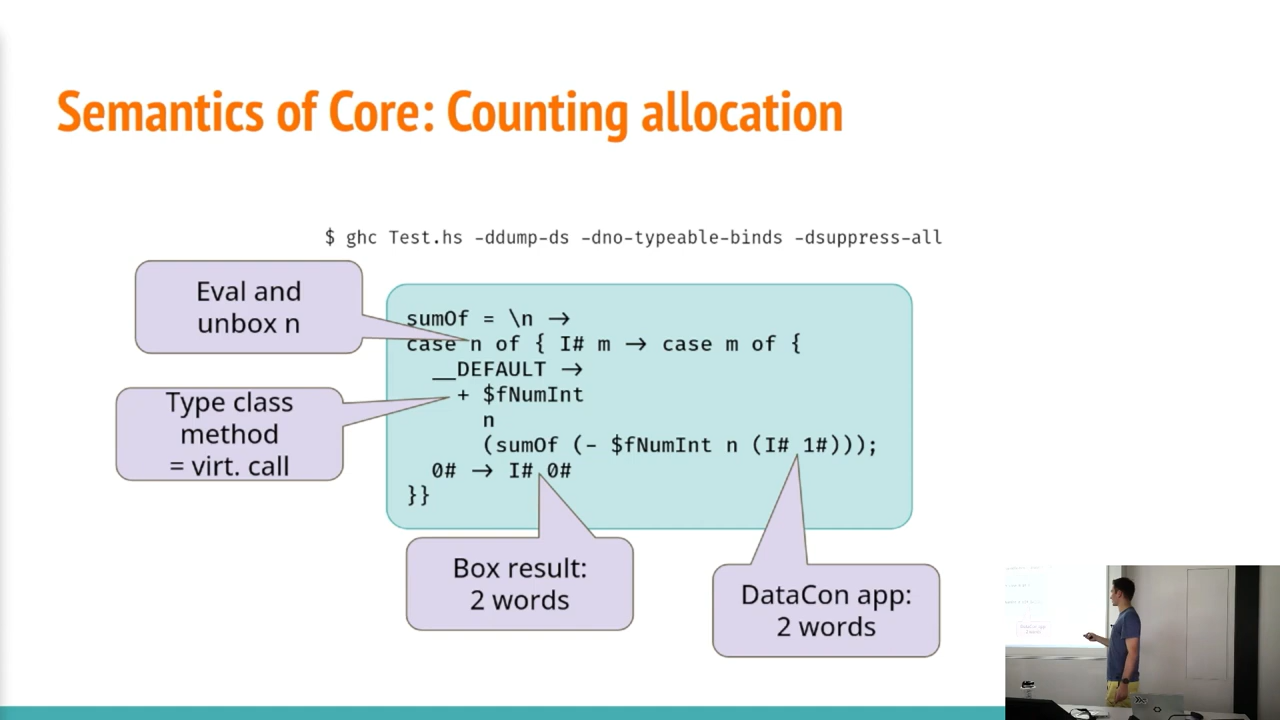 Semantics of Core: Counting allocation
$ ghc Test.hs -ddump-ds -dno-typeable-binds -dsuppress-all
Eval and
unbox n
sumOf = \n →
case n of { I# m → case m of {
__DEFAULT →
+ $fNumInt
n
(sumOf (- $fNumInt n (I# 1#)));
0# → I# 0#
}}
Type class
method
= virt. call
Box result:
2 words
DataCon app:
2 words